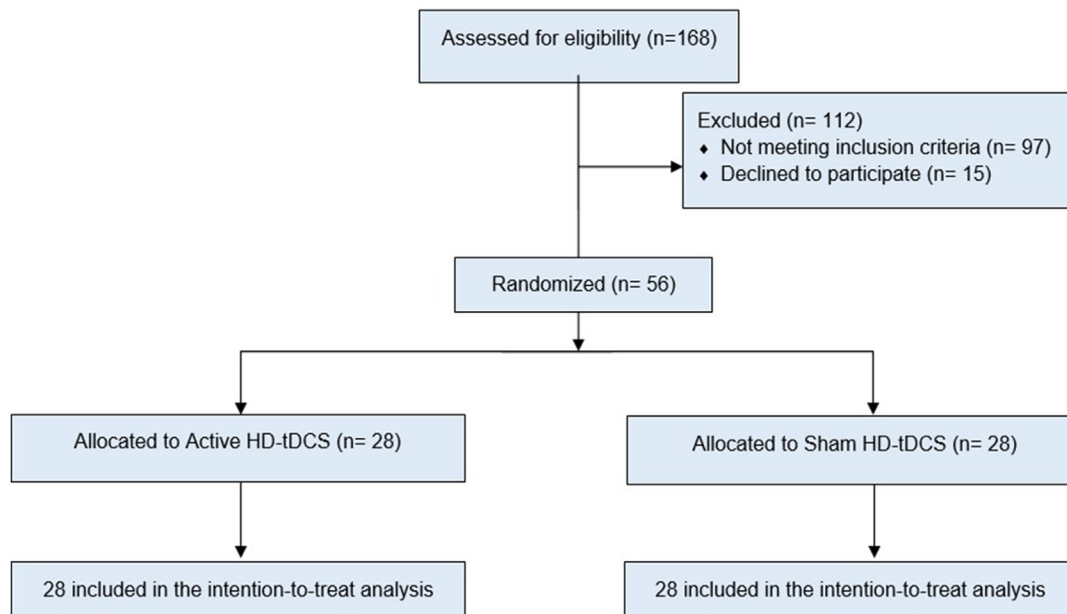 Assessed for eligibility (n=168)
Excluded (n= 112)
♦ Not meeting inclusion criteria (n= 97)
♦ Declined to participate (n= 15)
Randomized (n= 56)
Allocated to Active HD-tDCS (n= 28)
Allocated to Sham HD-tDCS (n= 28)
28 included in the intention-to-treat analysis
28 included in the intention-to-treat analysis